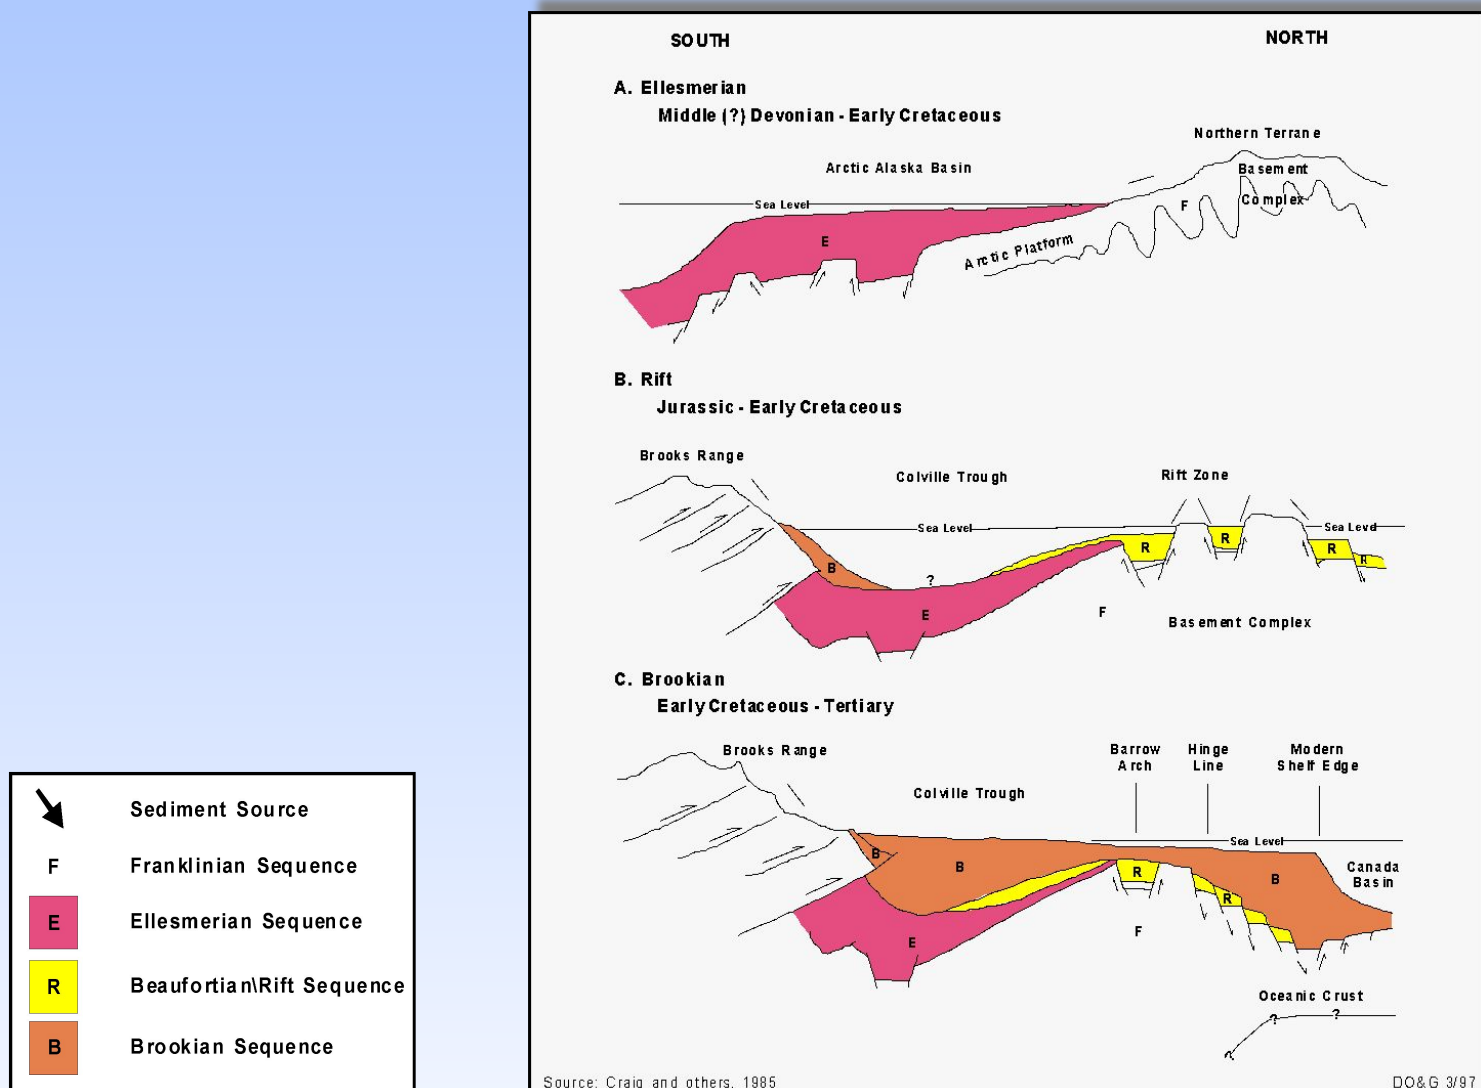 SOUTH
NORTH
A. Ellesmerian
Middle (?) Devonian - Early Cretaceous
Northern Terrane
Arctic Alaska Basin
Basement
Complex
Sea Level
F
E
Arctic Platform
B. Rift
Jurassic - Early Cretaceous
Brooks Range
Colville Trough
Rift Zone
Sea Level
Sea Level
R
R
R
R
B
?
E
F
Basement Complex
C. Brookian
Early Cretaceous - Tertiary
Brooks Range
Barrow
Arch
Hinge
Line
Modern
Shelf Edge
Colville Trough
Sea Level
B
B
R
B
Canada
Basin
R
F
E
Oceanic Crust
?
?
?
Sediment Source
F
Franklinian Sequence
E
Ellesmerian Sequence
R
Beaufortian\Rift Sequence
B
Brookian Sequence
Source: Craig and others, 1985
DO&G 3/97